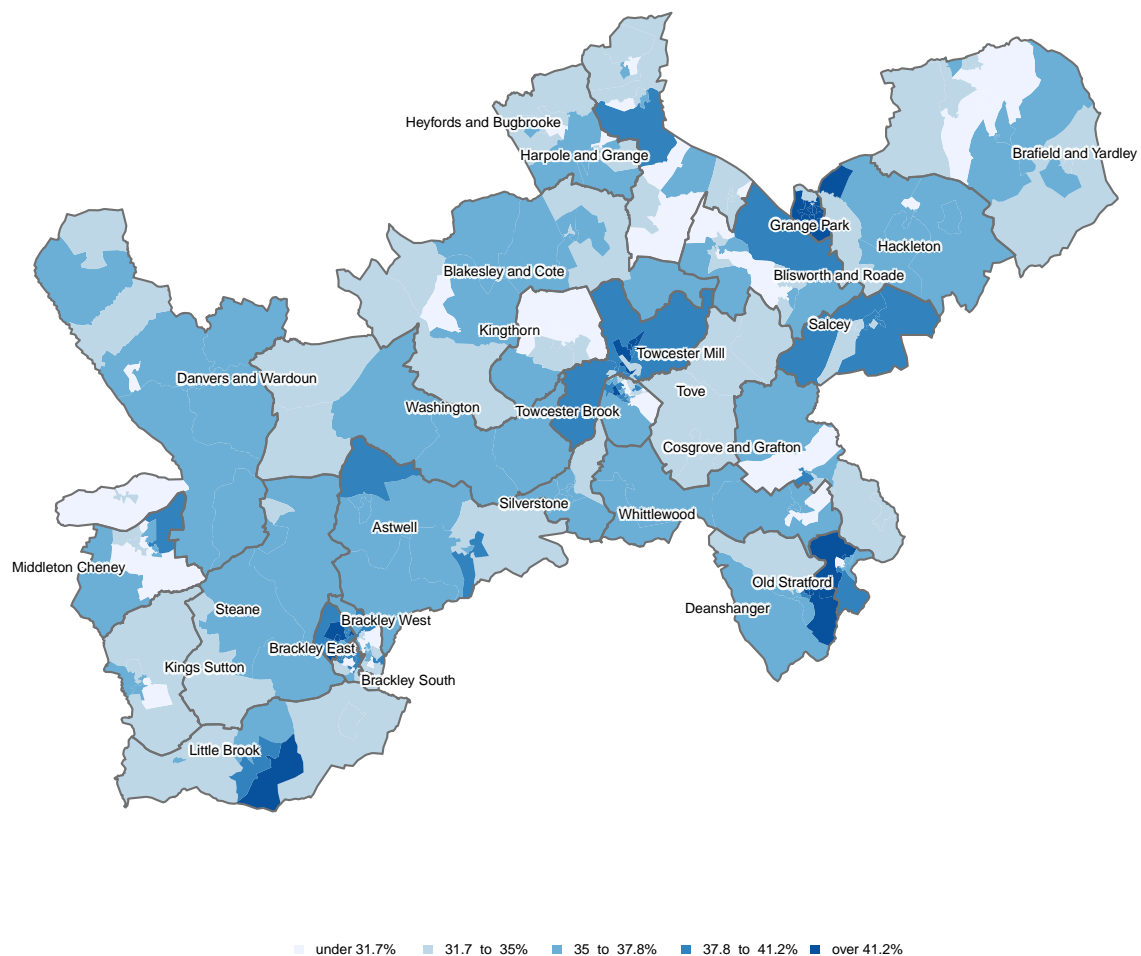 Heyfords and Bugbrooke
Harpole and Grange
Brafield and Yardley
Grange Park
Hackleton
Blakesley and Cote
Blisworth and Roade
Kingthorn
Salcey
Towcester Mill
Danvers and Wardoun
Tove
Washington
Towcester Brook
Cosgrove and Grafton
Silverstone
Whittlewood
Astwell
Middleton Cheney
Old Stratford
Steane
Deanshanger
Brackley West
Brackley East
Kings Sutton
Brackley South
Little Brook
under 31.7% 31.7 to 35% 35 to 37.8% 37.8 to 41.2% over 41.2%